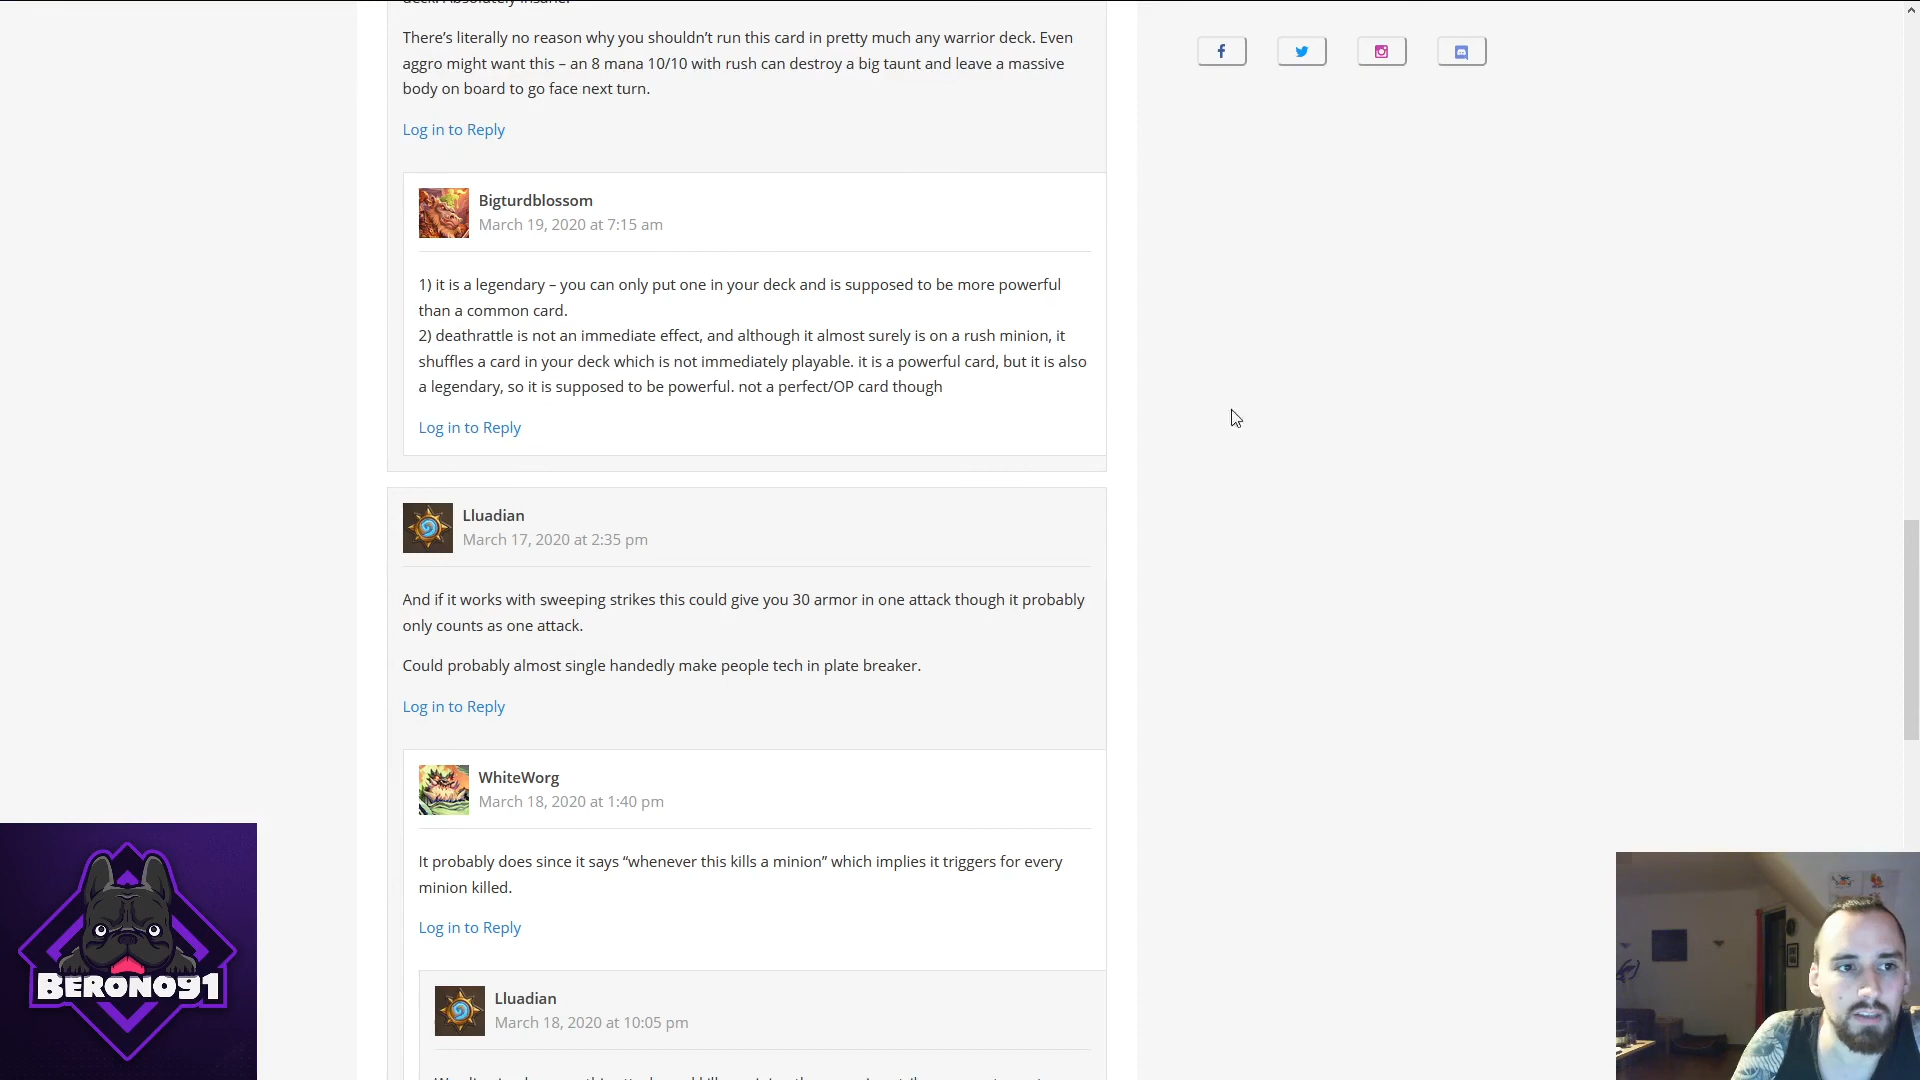 deck. Absolutely insane.
There’s literally no reason why you shouldn’t run this card in pretty much any warrior deck. Even
aggro might want this – an 8 mana 10/10 with rush can destroy a big taunt and leave a massive
body on board to go face next turn.
Log in to Reply
Bigturdblossom
March 19, 2020 at 7:15 am
1) it is a legendary – you can only put one in your deck and is supposed to be more powerful
than a common card.
2) deathrattle is not an immediate effect, and although it almost surely is on a rush minion, it
shuffles a card in your deck which is not immediately playable. it is a powerful card, but it is also
a legendary, so it is supposed to be powerful. not a perfect/OP card though
Log in to Reply
Lluadian
March 17, 2020 at 2:35 pm
And if it works with sweeping strikes this could give you 30 armor in one attack though it probably
only counts as one attack.
Could probably almost single handedly make people tech in plate breaker.
Log in to Reply
WhiteWorg
March 18, 2020 at 1:40 pm
It probably does since it says “whenever this kills a minion” which implies it triggers for every
minion killed.
Log in to Reply
Lluadian
March 18, 2020 at 10:05 pm
BERONO91